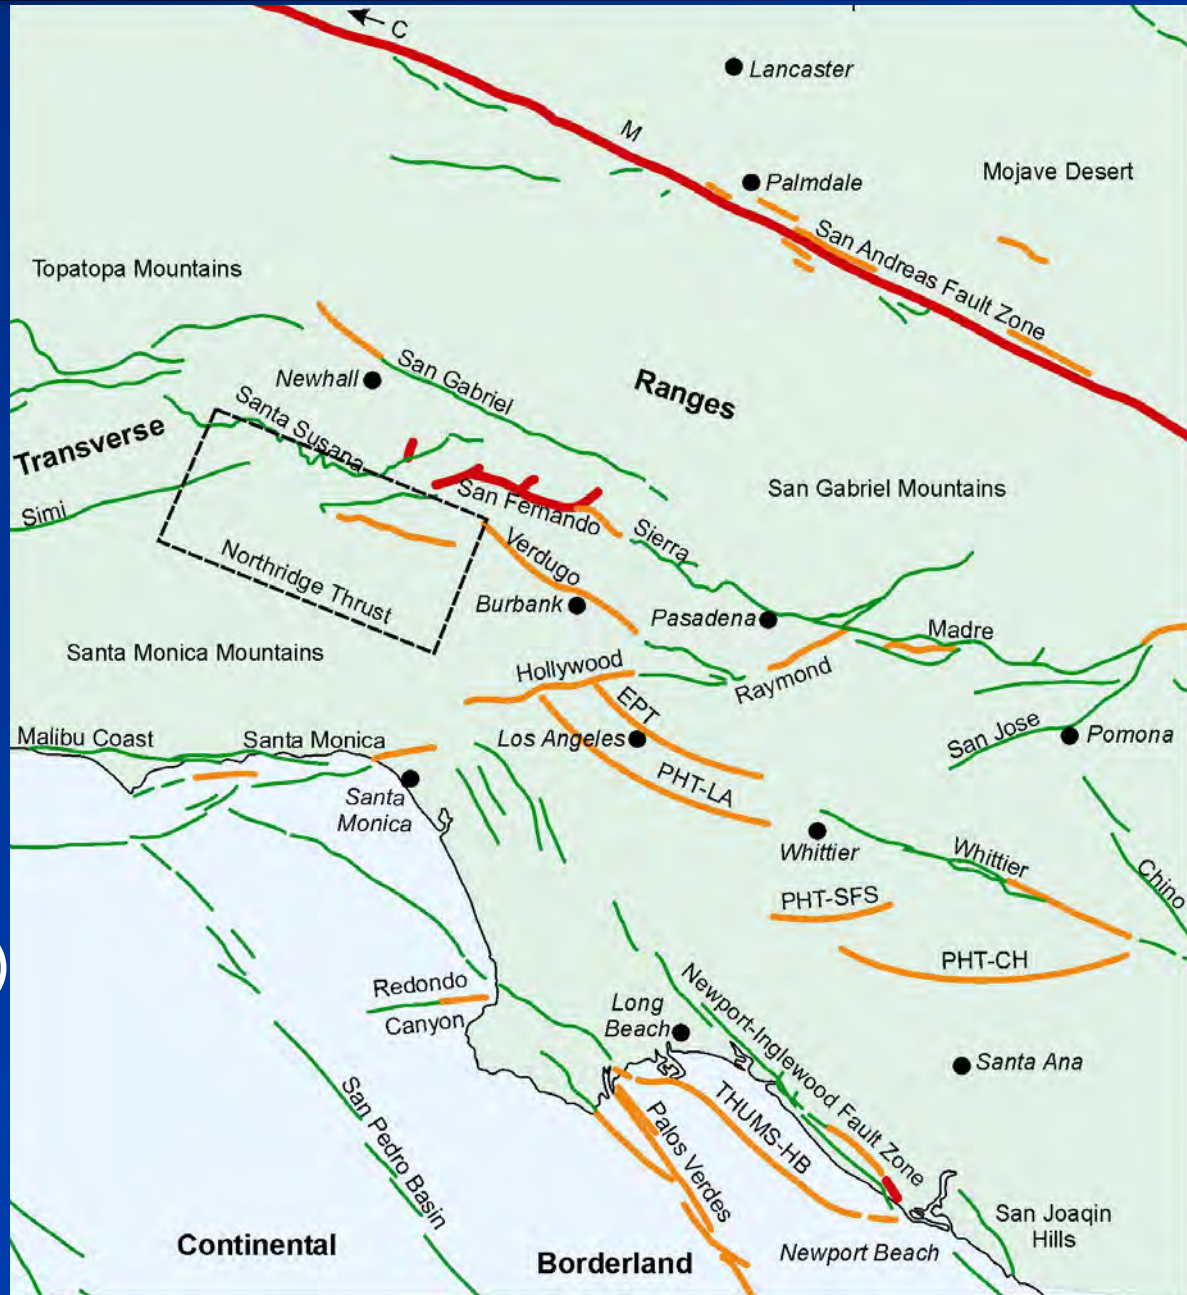 C
Lancaster
M
Mojave Desert
Palmdale
San Andreas Fault Zone
Topatopa Mountains
San Gabriel
Newhall
Ranges
Santa Susana
Transverse
San Gabriel Mountains
San Fernando
Simi
Sierra
Verdugo
Northridge Thrust
Burbank
Pasadena
Madre
Santa Monica Mountains
Hollywood
Raymond
EPT
San Jose
Pomona
Malibu Coast
Santa Monica
Los Angeles
PHT-LA
Santa
Monica
Whittier
Whittier
Chino
PHT-SFS
PHT-CH
Redondo
Canyon
Newport-Inglewood Fault Zone
Long
Beach
Santa Ana
San Pedro Basin
Palos Verdes
THUMS-HB
San Joaqin
Hills
Continental
Borderland
Newport Beach